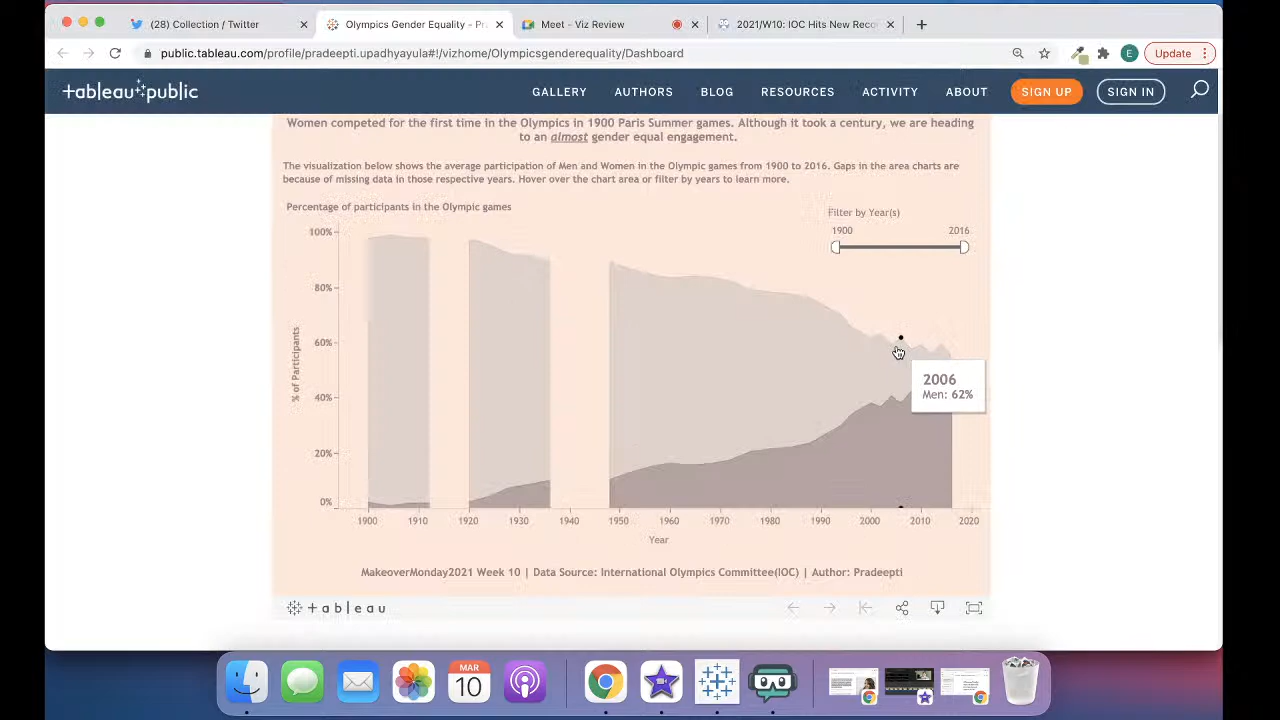 (28) Collection / Twitter
Olympics Gender Equality - Pr
Meet - Viz Review
2021/W10: IOC Hits New Reco
public.tableau.com/profile/pradeepti.upadhyayula#!/vizhome/Olympicsgenderequality/Dashboard
E
Update
+ableau+public
GALLERY
AUTHORS
BLOG
RESOURCES
ACTIVITY
ABOUT
SIGN UP
SIGN IN
Women competed for the first time in the Olympics in 1900 Paris Summer games. Although it took a century, we are heading
to an almost gender equal engagement.
The visualization below shows the average participation of Men and Women in the Olympic games from 1900 to 2016. Gaps in the area charts are
because of missing data in those respective years. Hover over the chart area or filter by years to learn more.
Percentage of participants in the Olympic games
Filter by Year(s)
1900
2016
100%
80%
60%
40%
20%
0%
% of Participants
2006
Men: 62%
1900
1910
1920
1930
1940
1950
1960
1970
1980
1990
2000
2010
2020
Year
MakeoverMonday2021 Week 10 | Data Source: International Olympics Committee(IOC) | Author: Pradeepti
+ a b | e a u
MAR
10